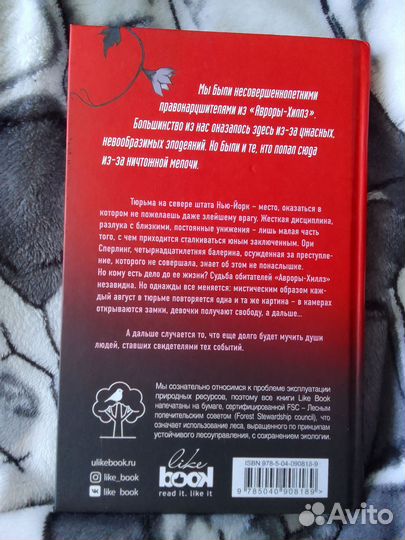 Мы были несовершеннолетними
правонарушителями из «Авроры-Хиллз».
Большинство из нас оказалось здесь из-за ужасных,
невообразимых злодеяний. Но были и те, кто попал сюда
из-за ничтожной мелочи.
Тюрьма на севере штата Нью-Йорк – место, оказаться в
котором не пожелаешь даже злейшему врагу. Жесткая дисциплина,
разлука с близкими, постоянные унижения – лишь малая часть
того, с чем приходится сталкиваться юным заключенным. Ори
Сперлинг, четырнадцатилетняя балерина, осужденная за преступле-
ние, которого не совершала, знает об этом не понаслышке.
Но кому есть дело до ее жизни? Судьба обитателей «Авроры-Хиллз»
незавидна. Но однажды все меняется: мистическим образом каж-
дый август в тюрьме повторяется одна и та же картина – в камерах
открываются замки, девочки получают свободу, а дальше...
А дальше случается то, что еще долго будет мучить души
людей, ставших свидетелями тех событий.
Мы сознательно относимся к проблеме эксплуатации
природных ресурсов, поэтому все книги Like Book
напечатаны на бумаге, сертифицированной FSC – Лесным
попечительским советом (Forest Stewardship council), что
означает использование леса, выращенного по принципам
устойчивого лесоуправления, с сохранением экологии.
ulikebook.ru
like_book
like_book
like
book
read it. like it
ISBN 978-5-04-090818-9
9 785040 908189 >
Avito